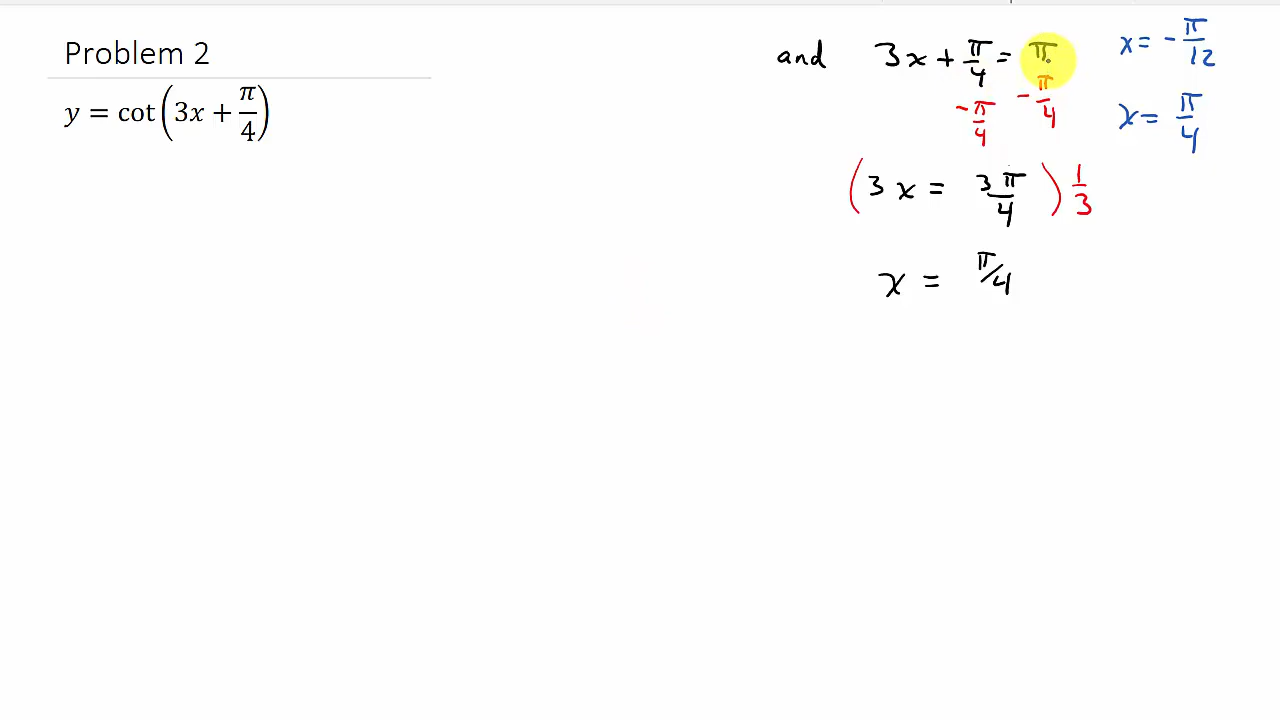 Problem 2
y = cot(3x + π/4)
and 3x + π/4 = π
-π/4 -π/4
(3x = 3π/4) 1/3
x = π/4
x = -π/12
x = π/4